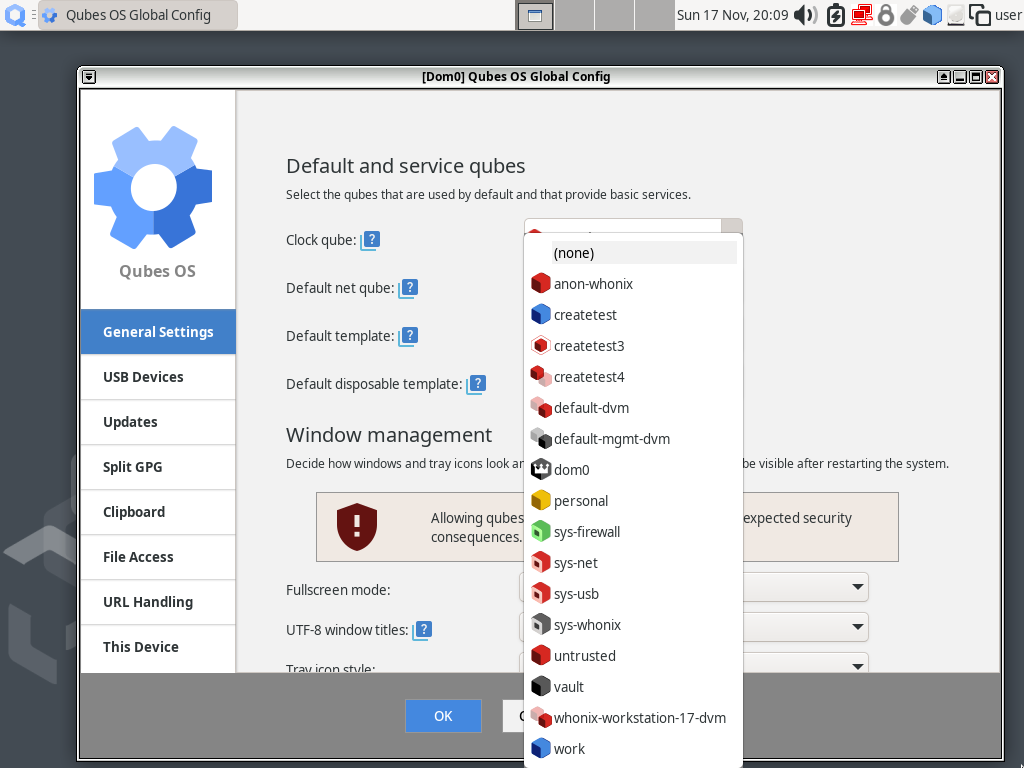 Qubes OS Global Config
Sun 17 Nov, 20:09
user
[Dom0] Qubes OS Global Config
Qubes OS
General Settings
USB Devices
Updates
Split GPG
Clipboard
File Access
URL Handling
This Device
Default and service qubes
Select the qubes that are used by default and that provide basic services.
Clock qube: ?
Default net qube: ?
Default template: ?
Default disposable template: ?
Window management
Decide how windows and tray icons look
be visible after restarting the system.
Allowing qubes
expected security
consequences.
Fullscreen mode:
UTF-8 window titles: ?
Tray icon style:
OK
(none)
anon-whonix
createtest
createtest3
createtest4
default-dvm
default-mgmt-dvm
dom0
personal
sys-firewall
sys-net
sys-usb
sys-whonix
untrusted
vault
whonix-workstation-17-dvm
work